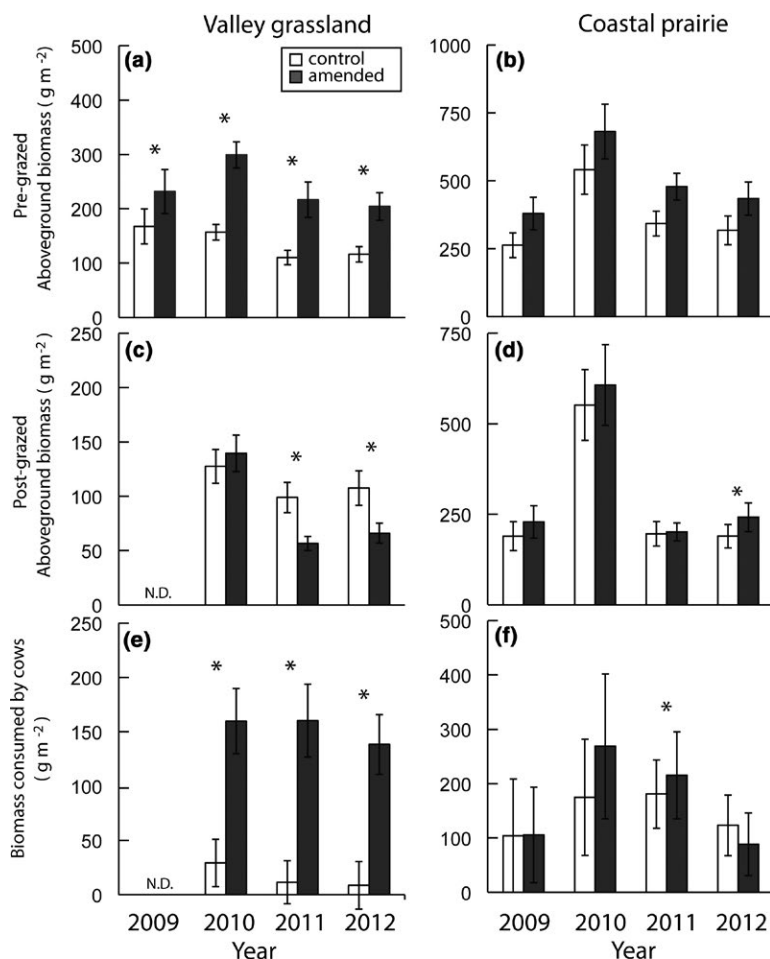 Valley grassland
Coastal prairie
(a)
control
amended
Pre-grazed
Aboveground biomass ( g m -2)
500
400
300
200
100
0
*
*
*
*
(b)
1000
750
500
250
0
(c)
Post-grazed
Aboveground biomass ( g m -2)
250
200
150
100
50
0
N.D.
*
*
(d)
750
500
250
0
*
(e)
Biomass consumed by cows
( g m -2)
250
200
150
100
50
0
N.D.
*
*
*
2009 2010 2011 2012
Year
(f)
500
400
300
200
100
0
*
2009 2010 2011 2012
Year